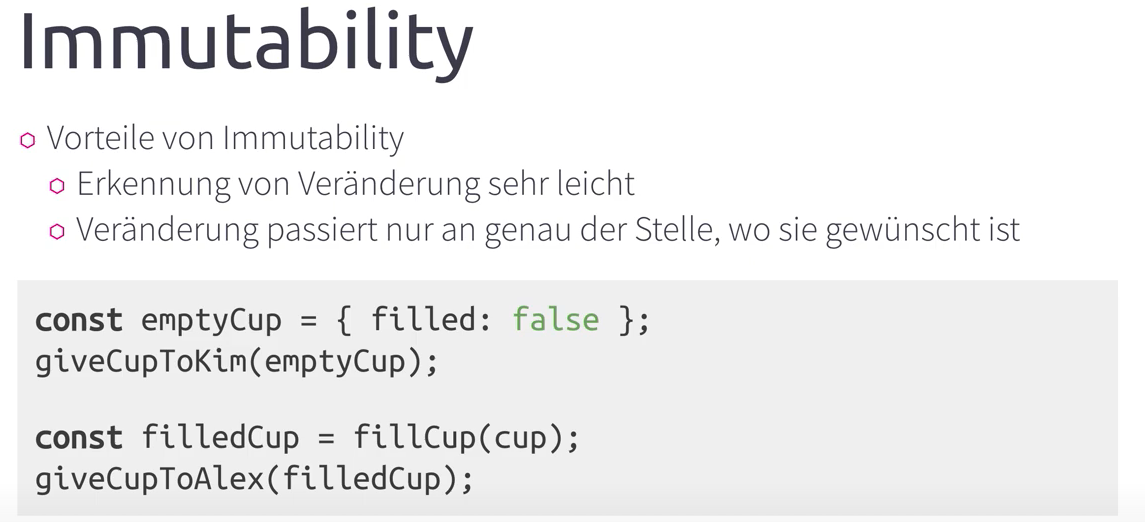 Immutability
Vorteile von Immutability
Erkennung von Veränderung sehr leicht
Veränderung passiert nur an genau der Stelle, wo sie gewünscht ist
const emptyCup = { filled: false };
giveCupToKim(emptyCup);
const filledCup = fillCup(cup);
giveCupToAlex(filledCup);